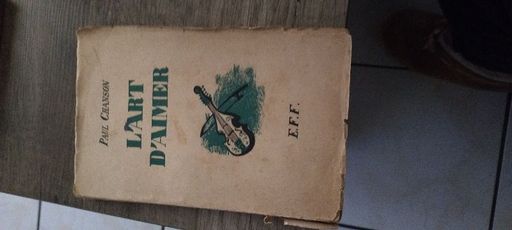 PAUL CHANSON
L'ART
D'AIMER
E.F.F.